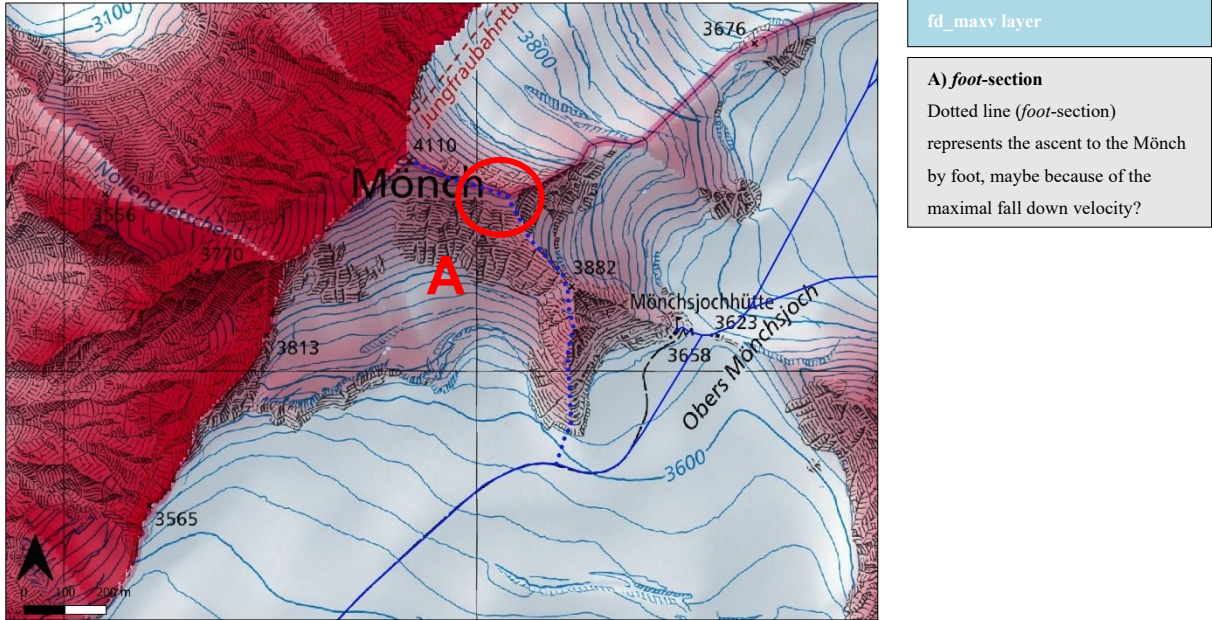 3100
3676
3800
Jungfraubahntu
4110
Mönch
Nollen
3556
3770
A
3882
Mönchsjochhütte
3623
3658
3813
Obers Mönchsjoch
3600
3565
0 100 200 m
fd_maxv layer
A) foot-section
Dotted line (foot-section)
represents the ascent to the Mönch
by foot, maybe because of the
maximal fall down velocity?